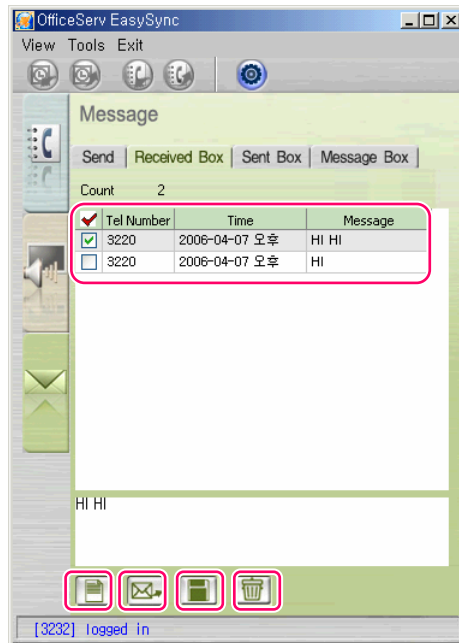 OfficeServ EasySync
View Tools Exit
Message
Send Received Box Sent Box Message Box
Count 2
Tel Number Time Message
3220 2006-04-07 오후 HI HI
3220 2006-04-07 오후 HI
HI HI
[3232] logged in